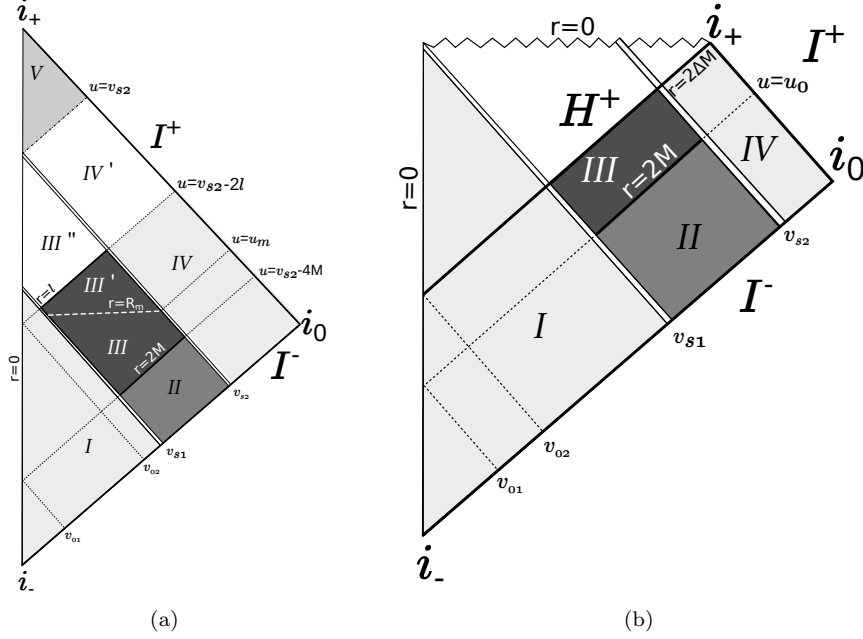 i₊
V
u=vₛ₂
I⁺
IV '
u=vₛ₂-2l
III "
u=uₘ
III '
IV
u=vₛ₂-4M
r=l
r=Rₘ
i₀
r=0
III
r=2M
I⁻
II
vₛ₂
I
vₛ₁
v₀₂
v₀₁
i₋
(a)
r=0
i₊
I⁺
r=2ΔM
u=u₀
H⁺
III
r=2M
IV
i₀
r=0
II
vₛ₂
I⁻
I
vₛ₁
v₀₂
v₀₁
i₋
(b)